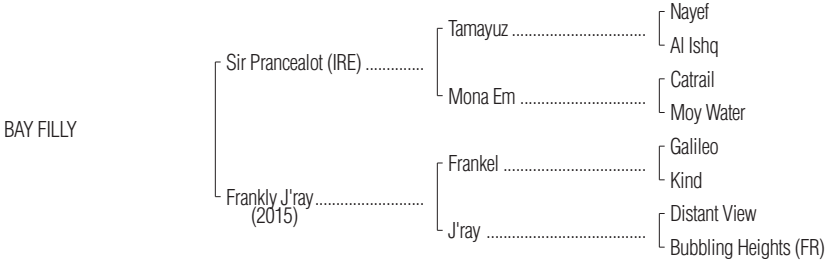 Nayef
Tamayuz ................................
Al Ishq
Sir Prancealot (IRE) ..............
Catrail
Mona Em ..............................
Moy Water
BAY FILLY
Galileo
Frankel ..................................
Kind
Frankly J'ray ..........................
(2015)
Distant View
J'ray ......................................
Bubbling Heights (FR)